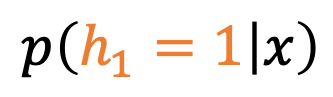 p(h₁ = 1|x)